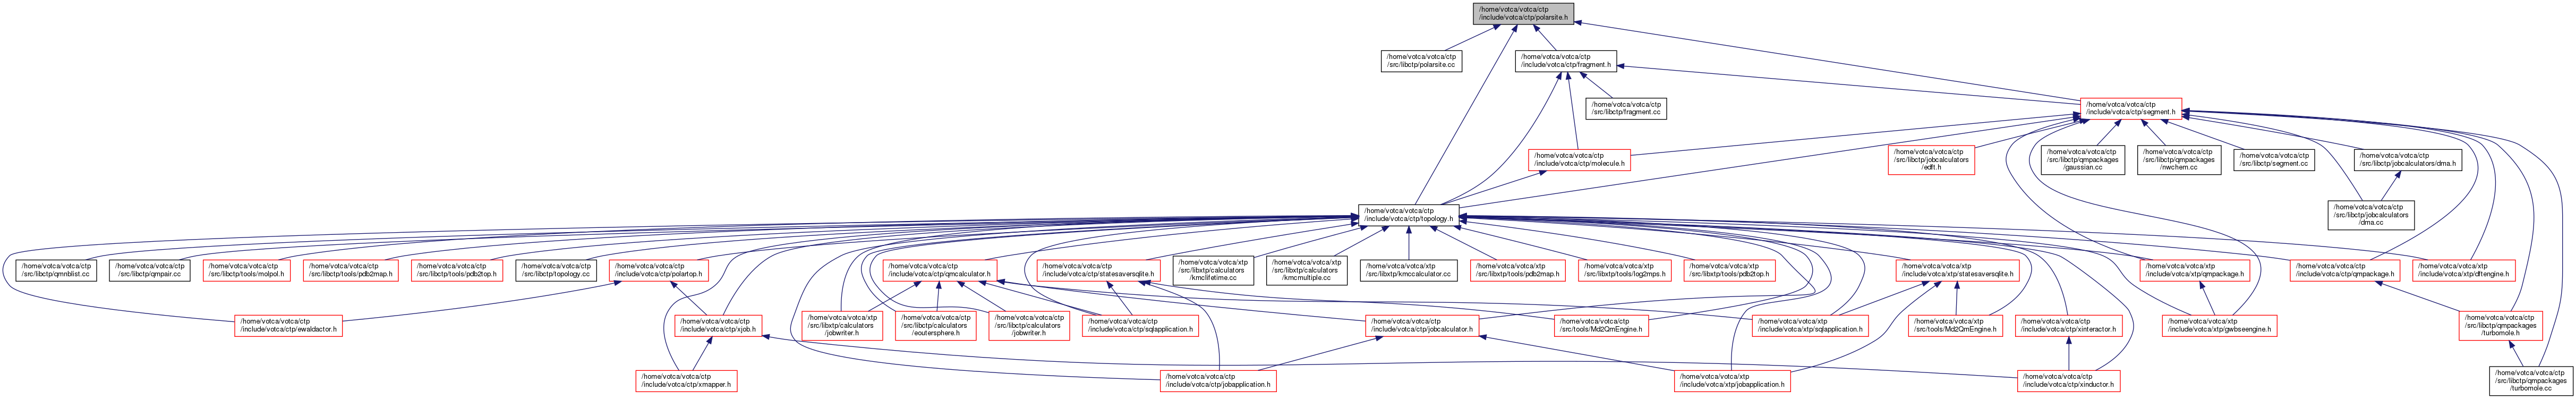 /home/votca/votca/ctp
/include/votca/ctp/polarsite.h
/home/votca/votca/ctp
/src/libctp/polarsite.cc
/home/votca/votca/ctp
/include/votca/ctp/fragment.h
/home/votca/votca/ctp
/src/libctp/fragment.cc
/home/votca/votca/ctp
/include/votca/ctp/segment.h
/home/votca/votca/ctp
/include/votca/ctp/molecule.h
/home/votca/votca/ctp
/src/libctp/jobcalculators
/edft.h
/home/votca/votca/ctp
/src/libctp/qmpackages
/gaussian.cc
/home/votca/votca/ctp
/src/libctp/qmpackages
/nwchem.cc
/home/votca/votca/ctp
/src/libctp/segment.cc
/home/votca/votca/ctp
/src/libctp/jobcalculators/dma.h
/home/votca/votca/ctp
/include/votca/ctp/topology.h
/home/votca/votca/ctp
/src/libctp/jobcalculators
/dma.cc
/home/votca/votca/ctp
/src/libctp/qmnblist.cc
/home/votca/votca/ctp
/src/libctp/qmpair.cc
/home/votca/votca/ctp
/src/libctp/tools/molpol.h
/home/votca/votca/ctp
/src/libctp/tools/pdb2map.h
/home/votca/votca/ctp
/src/libctp/tools/pdb2top.h
/home/votca/votca/ctp
/src/libctp/topology.cc
/home/votca/votca/ctp
/include/votca/ctp/polartop.h
/home/votca/votca/ctp
/include/votca/ctp/qmcalculator.h
/home/votca/votca/ctp
/include/votca/ctp/statesaversqlite.h
/home/votca/votca/xtp
/src/libxtp/calculators
/kmclifetime.cc
/home/votca/votca/xtp
/src/libxtp/calculators
/kmcmultiple.cc
/home/votca/votca/xtp
/src/libxtp/kmccalculator.cc
/home/votca/votca/xtp
/src/libxtp/tools/pdb2map.h
/home/votca/votca/xtp
/src/libxtp/tools/log2mps.h
/home/votca/votca/xtp
/src/libxtp/tools/pdb2top.h
/home/votca/votca/xtp
/include/votca/xtp/statesaversqlite.h
/home/votca/votca/xtp
/include/votca/xtp/qmpackage.h
/home/votca/votca/ctp
/include/votca/ctp/qmpackage.h
/home/votca/votca/xtp
/include/votca/xtp/dftengine.h
/home/votca/votca/ctp
/include/votca/ctp/ewaldactor.h
/home/votca/votca/ctp
/include/votca/ctp/xjob.h
/home/votca/votca/xtp
/src/libxtp/calculators
/jobwriter.h
/home/votca/votca/ctp
/src/libctp/calculators
/eoutersphere.h
/home/votca/votca/ctp
/src/libctp/calculators
/jobwriter.h
/home/votca/votca/ctp
/include/votca/ctp/sqlapplication.h
/home/votca/votca/ctp
/include/votca/ctp/jobcalculator.h
/home/votca/votca/ctp
/src/tools/Md2QmEngine.h
/home/votca/votca/xtp
/include/votca/xtp/sqlapplication.h
/home/votca/votca/xtp
/src/tools/Md2QmEngine.h
/home/votca/votca/ctp
/include/votca/ctp/xinteractor.h
/home/votca/votca/xtp
/include/votca/xtp/gwbseengine.h
/home/votca/votca/ctp
/src/libctp/qmpackages
/turbomole.h
/home/votca/votca/ctp
/include/votca/ctp/xmapper.h
/home/votca/votca/ctp
/include/votca/ctp/jobapplication.h
/home/votca/votca/xtp
/include/votca/xtp/jobapplication.h
/home/votca/votca/ctp
/include/votca/ctp/xinductor.h
/home/votca/votca/ctp
/src/libctp/qmpackages
/turbomole.cc